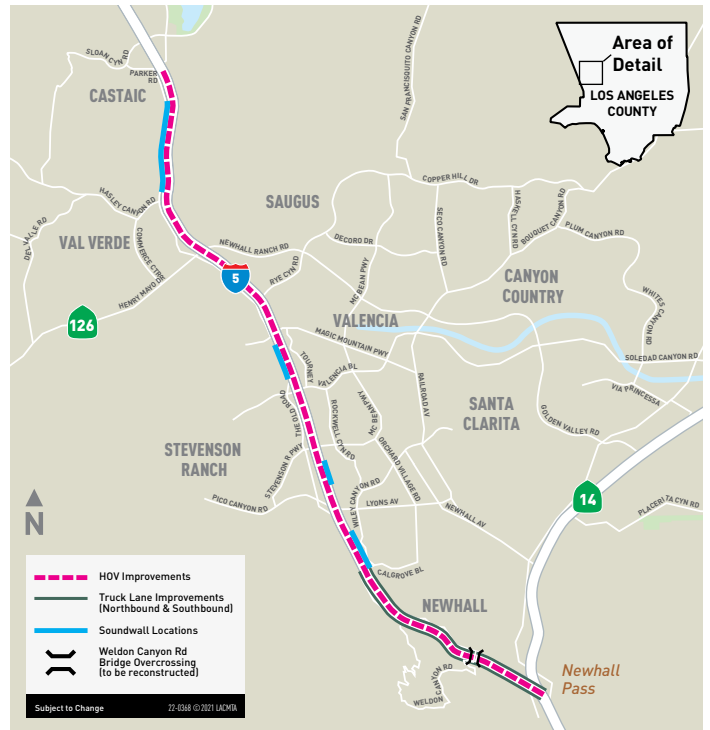 SLOAN CYN RD
PARKER
RD
CASTAIC
SAN FRANCISQUITO CANYON RD
Area of
Detail
LOS ANGELES
COUNTY
COPPER HILL DR
HASLEY CANYON RD
SAUGUS
SECO CANYON RD
HASKELL CYN RD
BOUQUET CANYON RD
DEL VALLE RD
VAL VERDE
COMMERCE CTR DR
NEWHALL RANCH RD
DECORO DR
PLUM CANYON RD
HENRY MAYO DR
5
RYE CYN RD
MC BEAN PWY
CANYON
COUNTRY
WHITES
CANYON RD
126
VALENCIA
MAGIC MOUNTAIN PWY
SOLEDAD CANYON RD
TOURNEY
VALENCIA BL
RAILROAD AV
VIA PRINCESSA
THE OLD ROAD
ROCKWELL CYN RD
MC BEAN PWY
SANTA
CLARITA
GOLDEN VALLEY RD
STEVENSON
RANCH
STEVENSON R PWY
ORCHARD VILLAGE RD
WILEY CANYON RD
PICO CANYON RD
LYONS AV
NEWHALL AV
14
PLACERITA CYN RD
N
CALGROVE BL
NEWHALL
WELDON
CANYON RD
Newhall
Pass
HOV Improvements
Truck Lane Improvements
(Northbound & Southbound)
Soundwall Locations
Weldon Canyon Rd
Bridge Overcrossing
(to be reconstructed)
Subject to Change
22-0368 © 2021 LACMTA